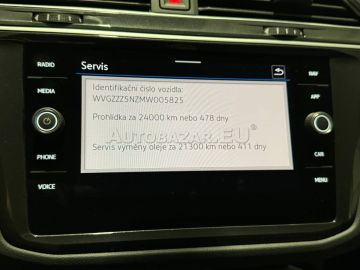 Servis
RADIO
MEDIA
PHONE
VOICE
NAV
APP
CAR
MENU
Identifikační číslo vozidla:
WVGZZZ5NZMW005825
Prohlídka za 24000 km nebo 478 dny
AUTOBAZAR.EU
Servis výměny oleje za 21300 km nebo 411 dny